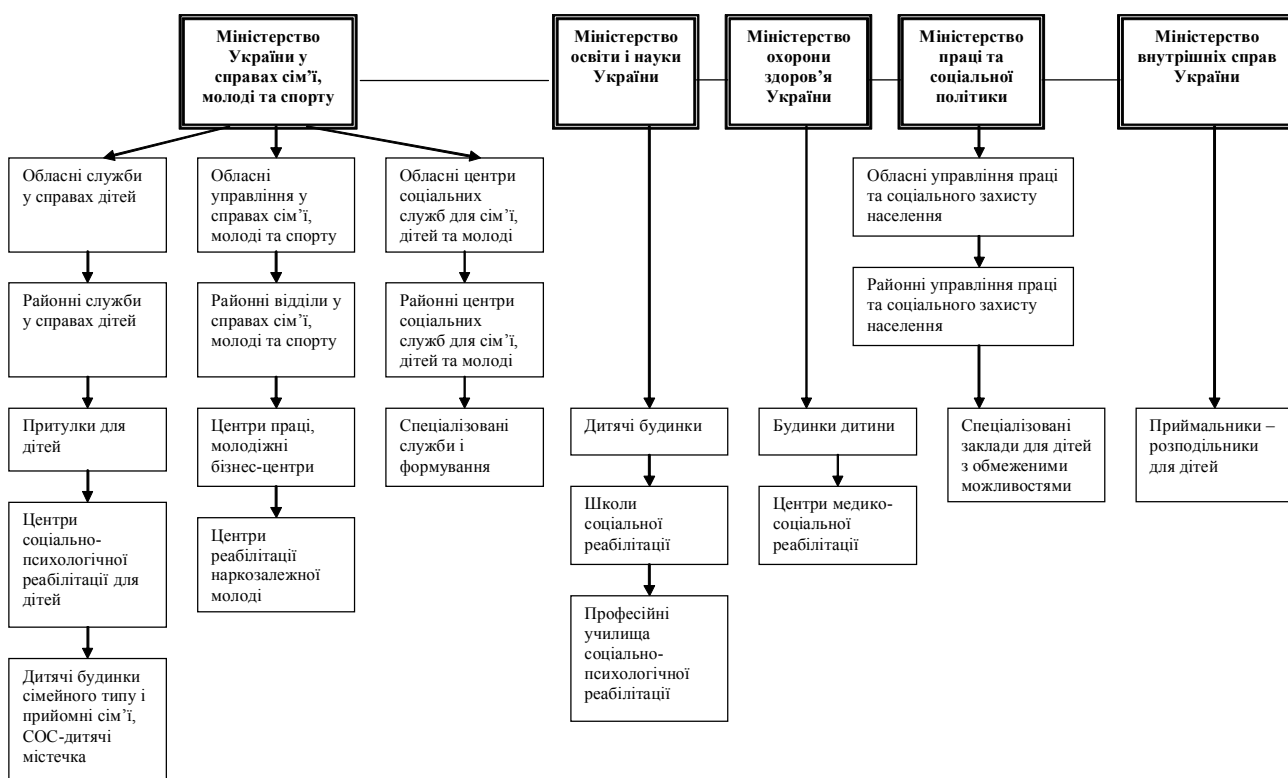 Міністерство
України у
справах сім’ї,
молоді та спорту
Міністерство
освіти і науки
України
Міністерство
охорони
здоров’я
України
Міністерство
праці та
соціальної
політики
Міністерство
внутрішніх справ
України
Обласні служби
у справах дітей
Обласні
управління у
справах сім’ї,
молоді та спорту
Обласні центри
соціальних
служб для сім’ї,
дітей та молоді
Обласні управління праці
та соціального захисту
населення
Районні служби
у справах дітей
Районні відділи у
справах сім’ї,
молоді та спорту
Районні центри
соціальних
служб для сім’ї,
дітей та молоді
Районні управління праці
та соціального захисту
населення
Притулки для
дітей
Центри праці,
молодіжні
бізнес-центри
Спеціалізовані
служби і
формування
Дитячі будинки
Будинки дитини
Спеціалізовані
заклади для дітей
з обмеженими
можливостями
Приймальники –
розподільники
для дітей
Центри
соціально-
психологічної
реабілітації для
дітей
Центри
реабілітації
наркозалежної
молоді
Школи
соціальної
реабілітації
Центри медико-
соціальної
реабілітації
Професійні
училища
соціально-
психологічної
реабілітації
Дитячі будинки
сімейного типу і
прийомні сім’ї,
СОС-дитячі
містечка